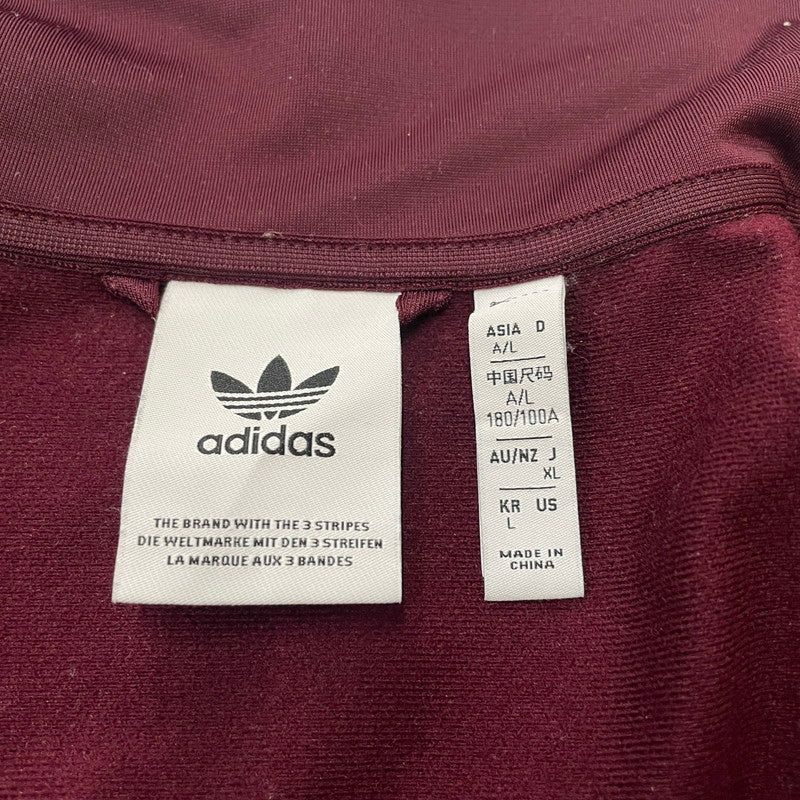 adidas
THE BRAND WITH THE 3 STRIPES
DIE WELTMARKE MIT DEN 3 STREIFEN
LA MARQUE AUX 3 BANDES
ASIA D
A/L
中国尺码
A/L
180/100A
AU/NZ J
XL
KR US
L
MADE IN
CHINA